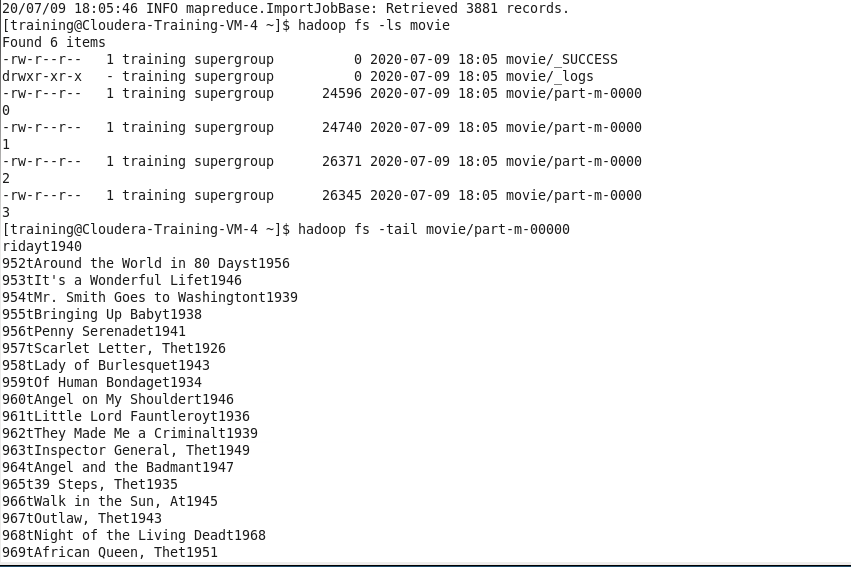 20/07/09 18:05:46 INFO mapreduce.ImportJobBase: Retrieved 3881 records.
[training@Cloudera-Training-VM-4 ~]$ hadoop fs -ls movie
Found 6 items
-rw-r--r--   1 training supergroup          0 2020-07-09 18:05 movie/_SUCCESS
drwxr-xr-x   - training supergroup          0 2020-07-09 18:05 movie/_logs
-rw-r--r--   1 training supergroup      24596 2020-07-09 18:05 movie/part-m-0000
0
-rw-r--r--   1 training supergroup      24740 2020-07-09 18:05 movie/part-m-0000
1
-rw-r--r--   1 training supergroup      26371 2020-07-09 18:05 movie/part-m-0000
2
-rw-r--r--   1 training supergroup      26345 2020-07-09 18:05 movie/part-m-0000
3
[training@Cloudera-Training-VM-4 ~]$ hadoop fs -tail movie/part-m-00000
ridayt1940
952tAround the World in 80 Dayst1956
953tIt's a Wonderful Lifet1946
954tMr. Smith Goes to Washingtont1939
955tBringing Up Babyt1938
956tPenny Serenadet1941
957tScarlet Letter, Thet1926
958tLady of Burlesquet1943
959tOf Human Bondaget1934
960tAngel on My Shouldert1946
961tLittle Lord Fauntleroyt1936
962tThey Made Me a Criminalt1939
963tInspector General, Thet1949
964tAngel and the Badmant1947
965t39 Steps, Thet1935
966tWalk in the Sun, At1945
967tOutlaw, Thet1943
968tNight of the Living Deadt1968
969tAfrican Queen, Thet1951